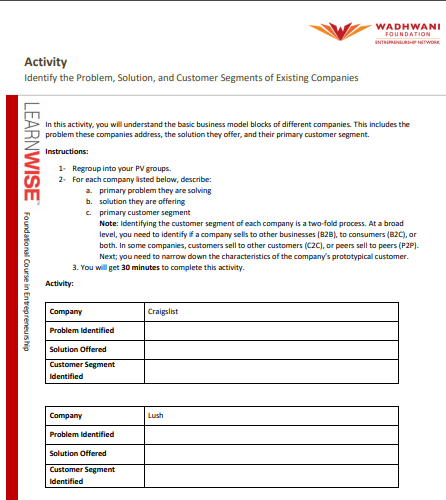 WADHWANI
FOUNDATION
ENTREPRENEURSHIP NETWORK
Activity
Identify the Problem, Solution, and Customer Segments of Existing Companies
LEARNWISE
Foundational Course in Entrepreneurship
In this activity, you will understand the basic business model blocks of different companies. This includes the
problem these companies address, the solution they offer, and their primary customer segment.
Instructions:
1- Regroup into your PV groups.
2- For each company listed below, describe:
a. primary problem they are solving
b. solution they are offering
c. primary customer segment
Note: Identifying the customer segment of each company is a two-fold process. At a broad
level, you need to identify if a company sells to other businesses (B2B), to consumers (B2C), or
both. In some companies, customers sell to other customers (C2C), or peers sell to peers (P2P).
Next; you need to narrow down the characteristics of the company's prototypical customer.
3. You will get 30 minutes to complete this activity.
Activity:
Company Craigslist
Problem Identified
Solution Offered
Customer Segment
Identified
Company Lush
Problem Identified
Solution Offered
Customer Segment
Identified